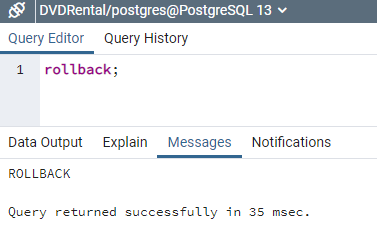 DVDRental/postgres@PostgreSQL 13
Query Editor Query History
1 rollback;
Data Output Explain Messages Notifications
ROLLBACK
Query returned successfully in 35 msec.